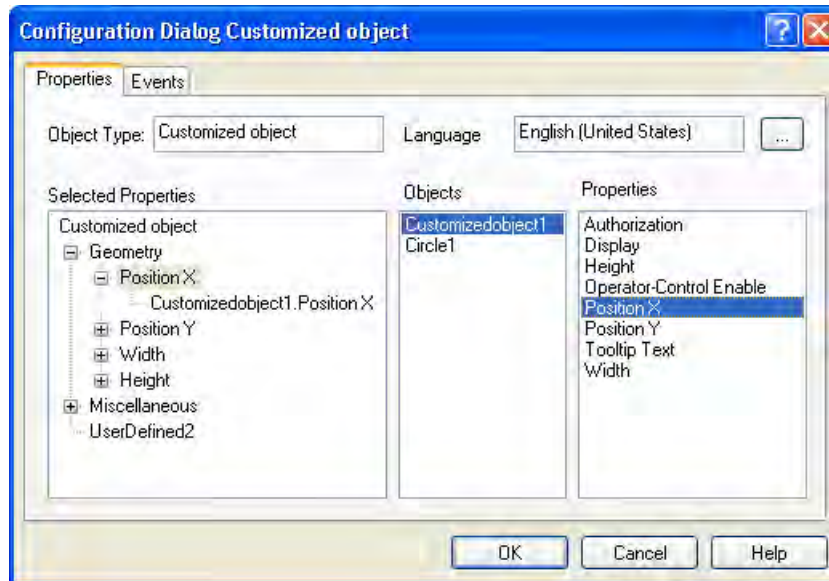 Configuration Dialog Customized object
Properties Events
Object Type: Customized object Language English (United States) ...
Selected Properties Objects Properties
Customized object
Geometry
Position X
Customizedobject1.Position X
Position Y
Width
Height
Miscellaneous
UserDefined2
Customizedobject1
Circle1
Authorization
Display
Height
Operator-Control Enable
Position X
Position Y
Tooltip Text
Width
OK Cancel Help